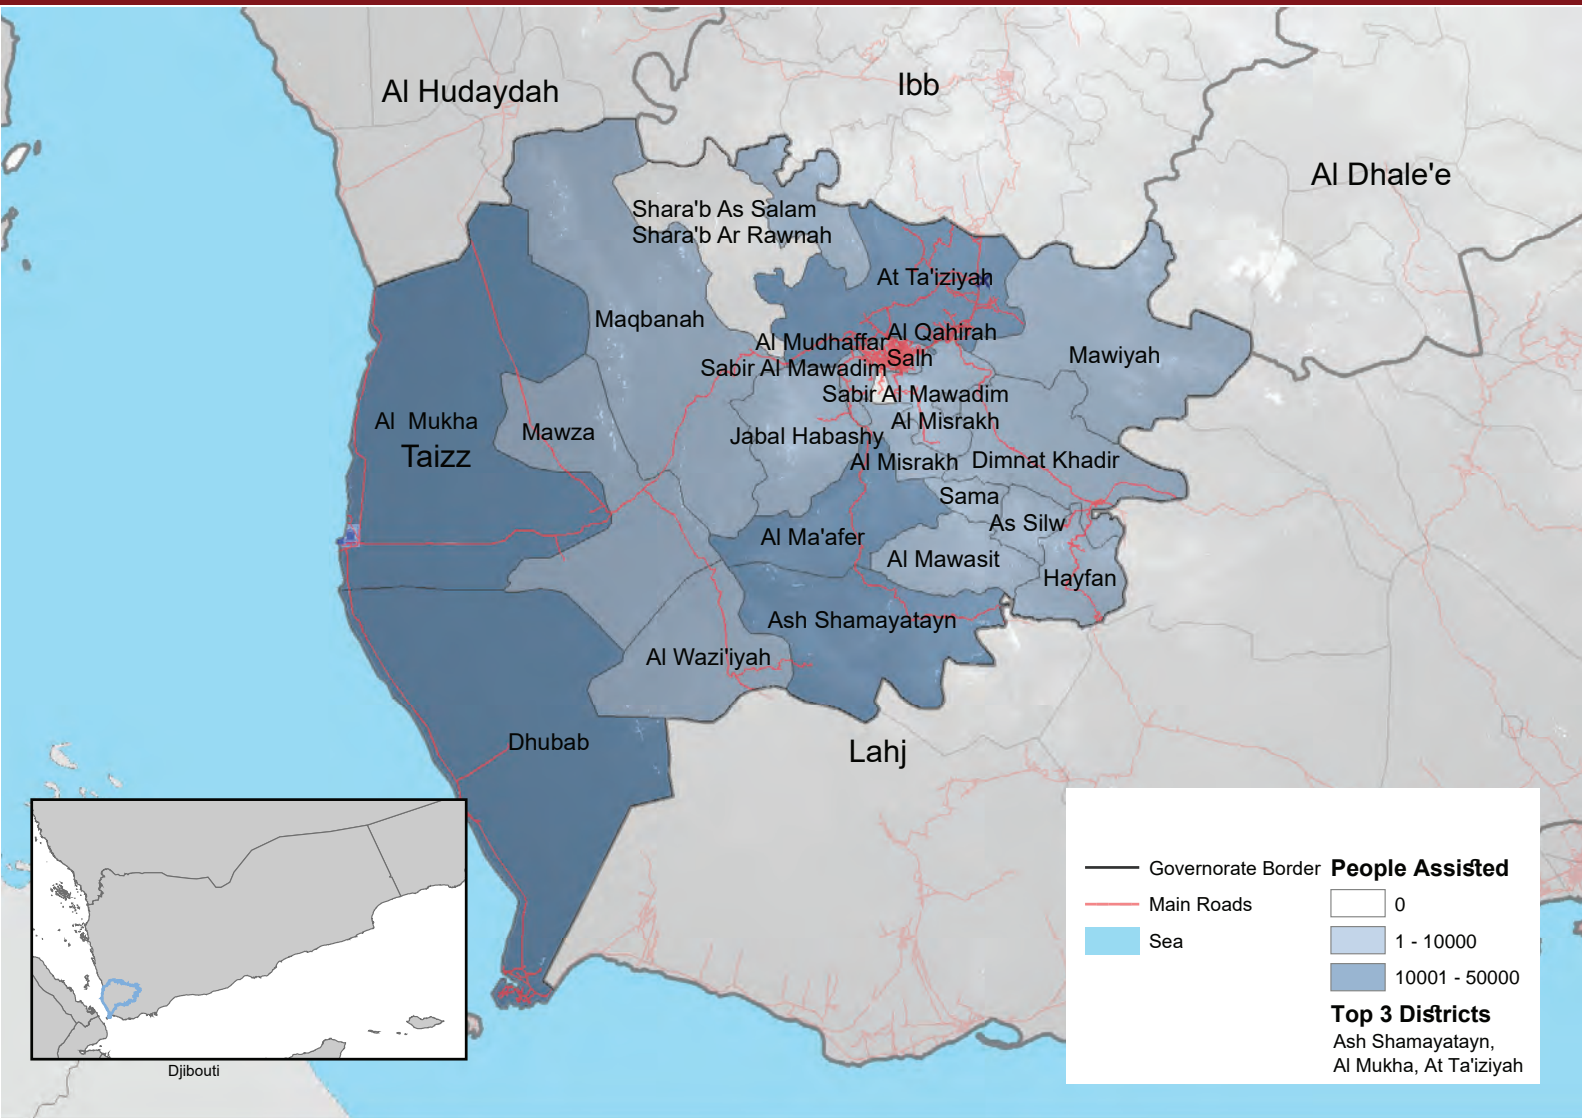 Al Hudaydah
Ibb
Al Dhale'e
Shara'b As Salam
Shara'b Ar Rawnah
At Ta'iziyah
Maqbanah
Al Qahirah
Al Mudhaffar
Salh
Mawiyah
Sabir Al Mawadim
Sabir Al Mawadim
Al Mukha
Al Misrakh
Mawza
Jabal Habashy
Taizz
Al Misrakh
Dimnat Khadir
Sama
As Silw
Al Ma'afer
Al Mawasit
Hayfan
Ash Shamayatayn
Al Wazi'iyah
Dhubab
Lahj
Governorate Border
Main Roads
Sea
People Assisted
0
1 - 10000
10001 - 50000
Top 3 Districts
Ash Shamayatayn,
Al Mukha, At Ta'iziyah
Djibouti